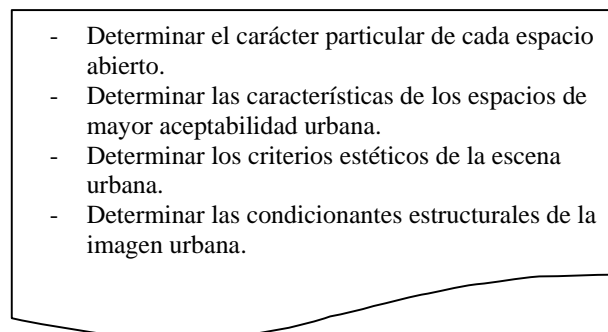 - Determinar el carácter particular de cada espacio
abierto.
- Determinar las características de los espacios de
mayor aceptabilidad urbana.
- Determinar los criterios estéticos de la escena
urbana.
- Determinar las condicionantes estructurales de la
imagen urbana.